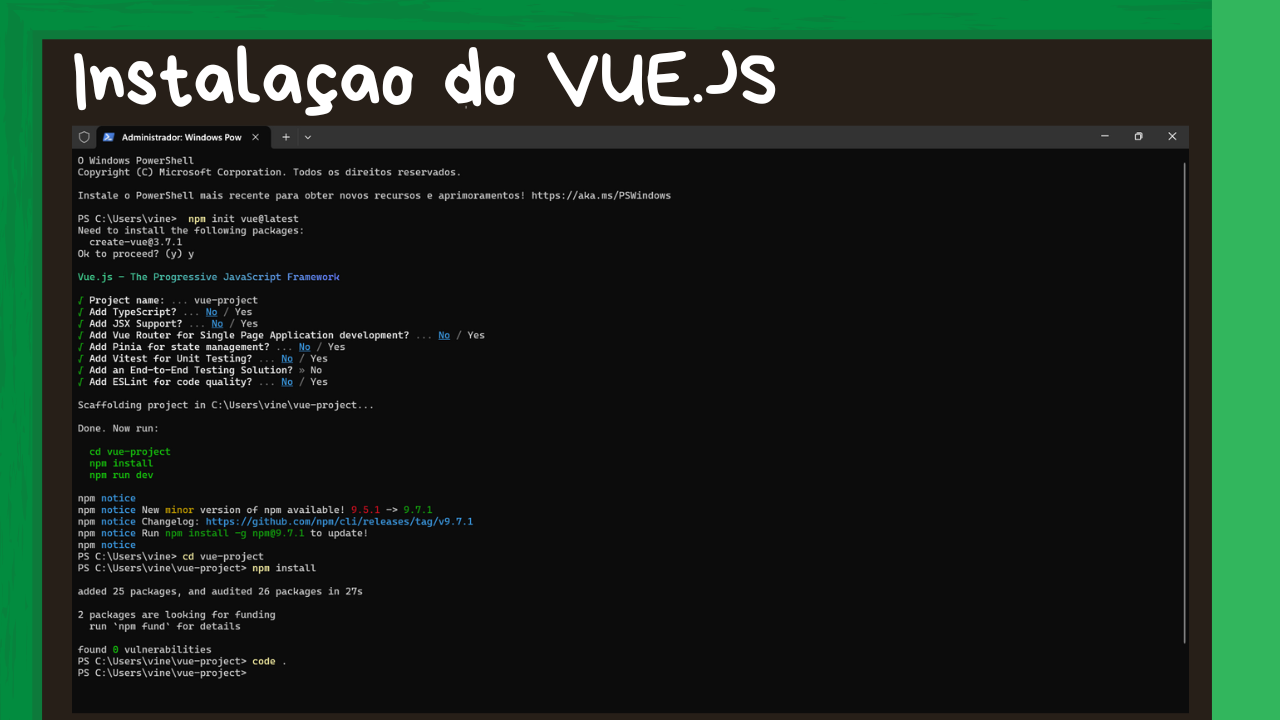 Instalaçao do VUE.JS
Administrador: Windows Pow
O Windows PowerShell
Copyright (C) Microsoft Corporation. Todos os direitos reservados.
Instale o PowerShell mais recente para obter novos recursos e aprimoramentos! https://aka.ms/PSWindows
PS C:\Users\vine>  npm init vue@latest
Need to install the following packages:
  create-vue@3.7.1
Ok to proceed? (y) y
Vue.js - The Progressive JavaScript Framework
√ Project name: ... vue-project
√ Add TypeScript? ... No / Yes
√ Add JSX Support? ... No / Yes
√ Add Vue Router for Single Page Application development? ... No / Yes
√ Add Pinia for state management? ... No / Yes
√ Add Vitest for Unit Testing? ... No / Yes
√ Add an End-to-End Testing Solution? » No
√ Add ESLint for code quality? ... No / Yes
Scaffolding project in C:\Users\vine\vue-project...
Done. Now run:
  cd vue-project
  npm install
  npm run dev
npm notice
npm notice New minor version of npm available! 9.5.1 -> 9.7.1
npm notice Changelog: https://github.com/npm/cli/releases/tag/v9.7.1
npm notice Run npm install -g npm@9.7.1 to update!
npm notice
PS C:\Users\vine> cd vue-project
PS C:\Users\vine\vue-project> npm install
added 25 packages, and audited 26 packages in 27s
2 packages are looking for funding
  run `npm fund` for details
found 0 vulnerabilities
PS C:\Users\vine\vue-project> code .
PS C:\Users\vine\vue-project>